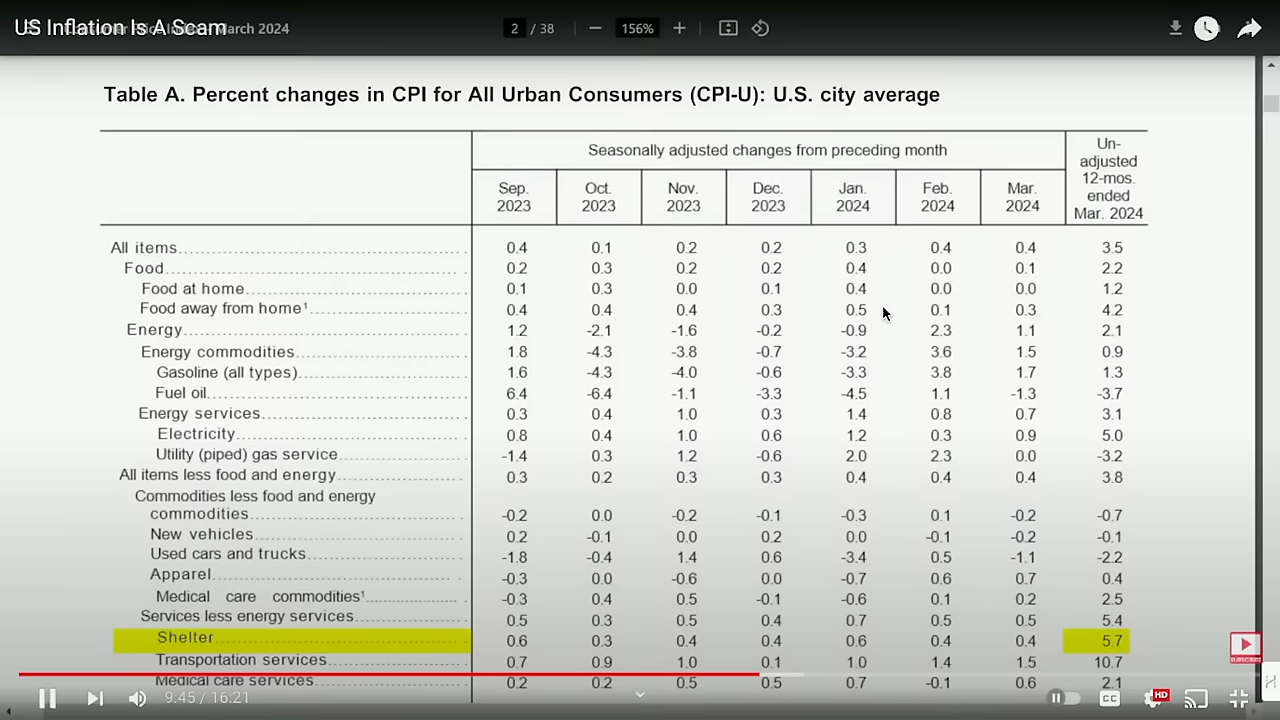 US Inflation Is A Scam
March 2024
2 / 38
156%
Table A. Percent changes in CPI for All Urban Consumers (CPI-U): U.S. city average
Seasonally adjusted changes from preceding month
Un-adjusted 12-mos. ended Mar. 2024
Sep. 2023 Oct. 2023 Nov. 2023 Dec. 2023 Jan. 2024 Feb. 2024 Mar. 2024
All items 0.4 0.1 0.2 0.2 0.3 0.4 0.4 3.5
Food 0.2 0.3 0.2 0.2 0.4 0.0 0.1 2.2
Food at home 0.1 0.3 0.0 0.1 0.4 0.0 0.0 1.2
Food away from home¹ 0.4 0.4 0.4 0.3 0.5 0.1 0.3 4.2
Energy 1.2 -2.1 -1.6 -0.2 -0.9 2.3 1.1 2.1
Energy commodities 1.8 -4.3 -3.8 -0.7 -3.2 3.6 1.5 0.9
Gasoline (all types) 1.6 -4.3 -4.0 -0.6 -3.3 3.8 1.7 1.3
Fuel oil 6.4 -6.4 -1.1 -3.3 -4.5 1.1 -1.3 -3.7
Energy services 0.3 0.4 1.0 0.3 1.4 0.8 0.7 3.1
Electricity 0.8 0.4 1.0 0.6 1.2 0.3 0.9 5.0
Utility (piped) gas service -1.4 0.3 1.2 -0.6 2.0 2.3 0.0 -3.2
All items less food and energy 0.3 0.2 0.3 0.3 0.4 0.4 0.4 3.8
Commodities less food and energy
commodities -0.2 0.0 -0.2 -0.1 -0.3 0.1 -0.2 -0.7
New vehicles 0.2 -0.1 0.0 0.2 0.0 -0.1 -0.2 -0.1
Used cars and trucks -1.8 -0.4 1.4 0.6 -3.4 0.5 -1.1 -2.2
Apparel -0.3 0.0 -0.6 0.0 -0.7 0.6 0.7 0.4
Medical care commodities¹ -0.3 0.4 0.5 -0.1 -0.6 0.1 0.2 2.5
Services less energy services 0.5 0.3 0.5 0.4 0.7 0.5 0.5 5.4
Shelter 0.6 0.3 0.4 0.4 0.6 0.4 0.4 5.7
Transportation services 0.7 0.9 1.0 0.1 1.0 1.4 1.5 10.7
Medical care services 0.2 0.2 0.5 0.5 0.7 -0.1 0.6 2.1
SUBSCRIBE
9:45 / 16:21
CC
HD